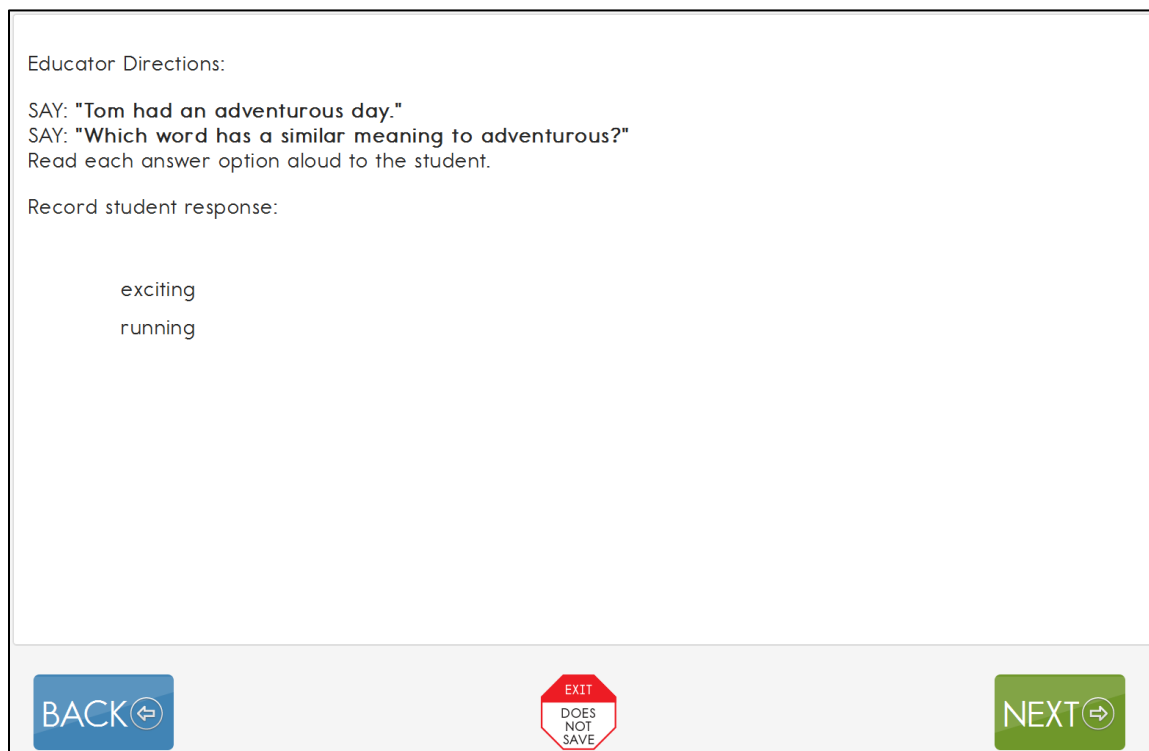 Educator Directions:
SAY: "Tom had an adventurous day."
SAY: "Which word has a similar meaning to adventurous?"
Read each answer option aloud to the student.
Record student response:
exciting
running
BACK
EXIT
DOES
NOT
SAVE
NEXT